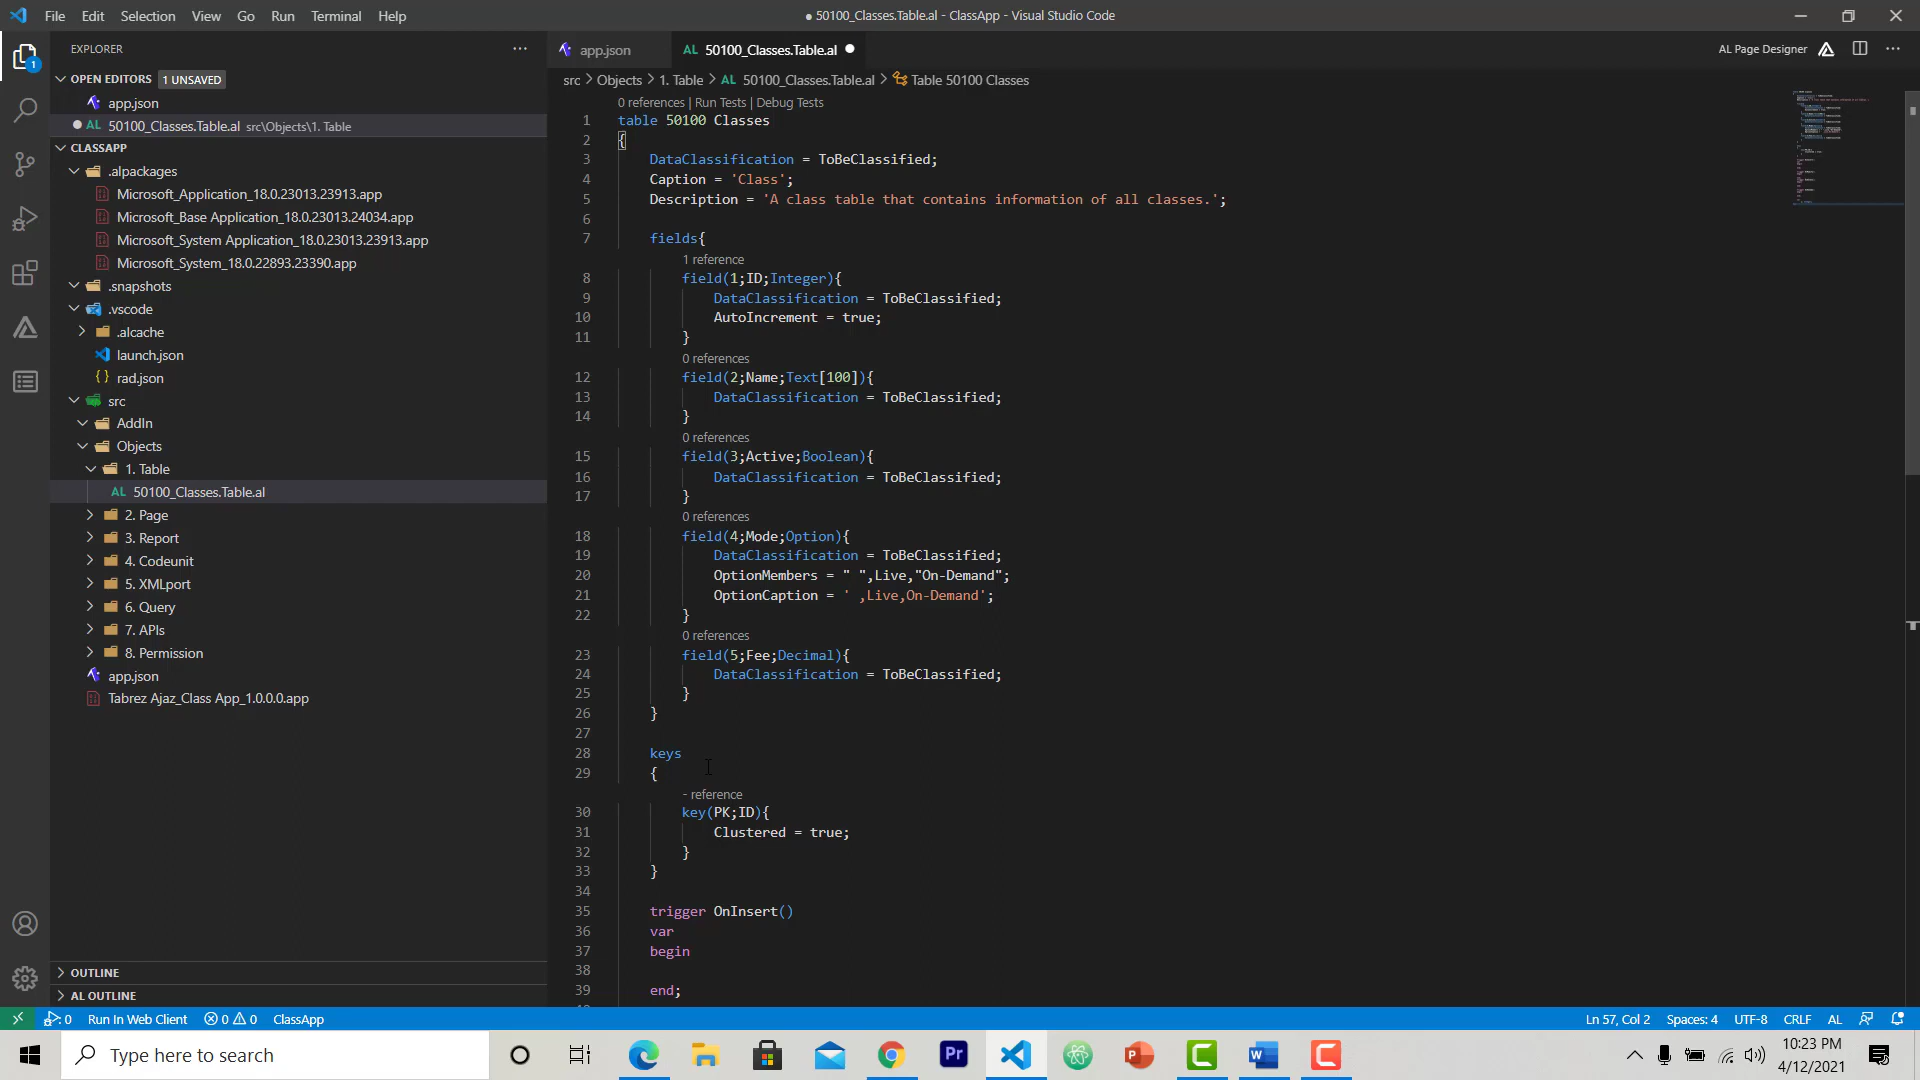 File Edit Selection View Go Run Terminal Help
● 50100_Classes.Table.al - ClassApp - Visual Studio Code
EXPLORER
OPEN EDITORS 1 UNSAVED
app.json
AL 50100_Classes.Table.al src\Objects\1. Table
CLASSAPP
.alpackages
Microsoft_Application_18.0.23013.23913.app
Microsoft_Base Application_18.0.23013.24034.app
Microsoft_System Application_18.0.23013.23913.app
Microsoft_System_18.0.22893.23390.app
.snapshots
.vscode
.alcache
launch.json
rad.json
src
AddIn
Objects
1. Table
AL 50100_Classes.Table.al
2. Page
3. Report
4. Codeunit
5. XMLport
6. Query
7. APIs
8. Permission
app.json
Tabrez Ajaz_Class App_1.0.0.0.app
OUTLINE
AL OUTLINE
app.json
AL 50100_Classes.Table.al
AL Page Designer
src > Objects > 1. Table > AL 50100_Classes.Table.al > Table 50100 Classes
0 references | Run Tests | Debug Tests
1 table 50100 Classes
2 {
3 DataClassification = ToBeClassified;
4 Caption = 'Class';
5 Description = 'A class table that contains information of all classes.';
6
7 fields{
1 reference
8 field(1;ID;Integer){
9 DataClassification = ToBeClassified;
10 AutoIncrement = true;
11 }
0 references
12 field(2;Name;Text[100]){
13 DataClassification = ToBeClassified;
14 }
0 references
15 field(3;Active;Boolean){
16 DataClassification = ToBeClassified;
17 }
0 references
18 field(4;Mode;Option){
19 DataClassification = ToBeClassified;
20 OptionMembers = " ",Live,"On-Demand";
21 OptionCaption = ' ,Live,On-Demand';
22 }
0 references
23 field(5;Fee;Decimal){
24 DataClassification = ToBeClassified;
25 }
26 }
27
28 keys
29 {
- reference
30 key(PK;ID){
31 Clustered = true;
32 }
33 }
34
35 trigger OnInsert()
36 var
37 begin
38
39 end;
0 Run In Web Client 0 0 ClassApp
Ln 57, Col 2 Spaces: 4 UTF-8 CRLF AL
Type here to search
10:23 PM
4/12/2021